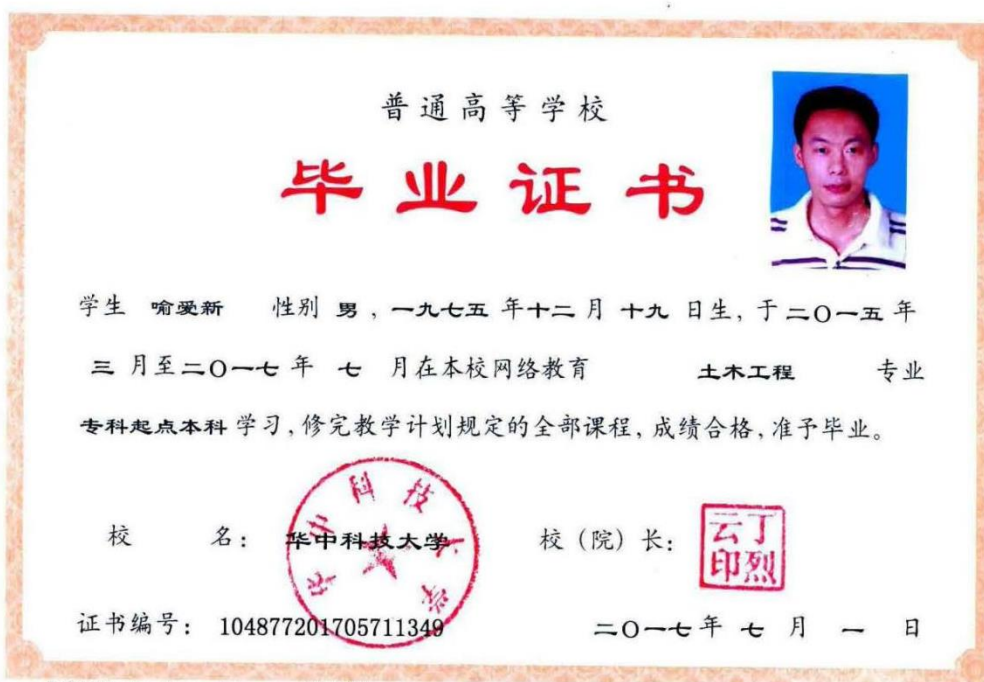 普通高等学校
毕业证书
学生 喻爱新 性别 男，一九七五年十二月十九日生，于二〇一五年
三月至二〇一七年 七 月在本校网络教育 土木工程 专业
专科起点本科学习，修完教学计划规定的全部课程，成绩合格，准予毕业。
校 名： 华中科技大学 校（院）长：
华中科技大学
丁烈云印
证书编号： 104877201705711349 二〇一七年 七 月 一 日